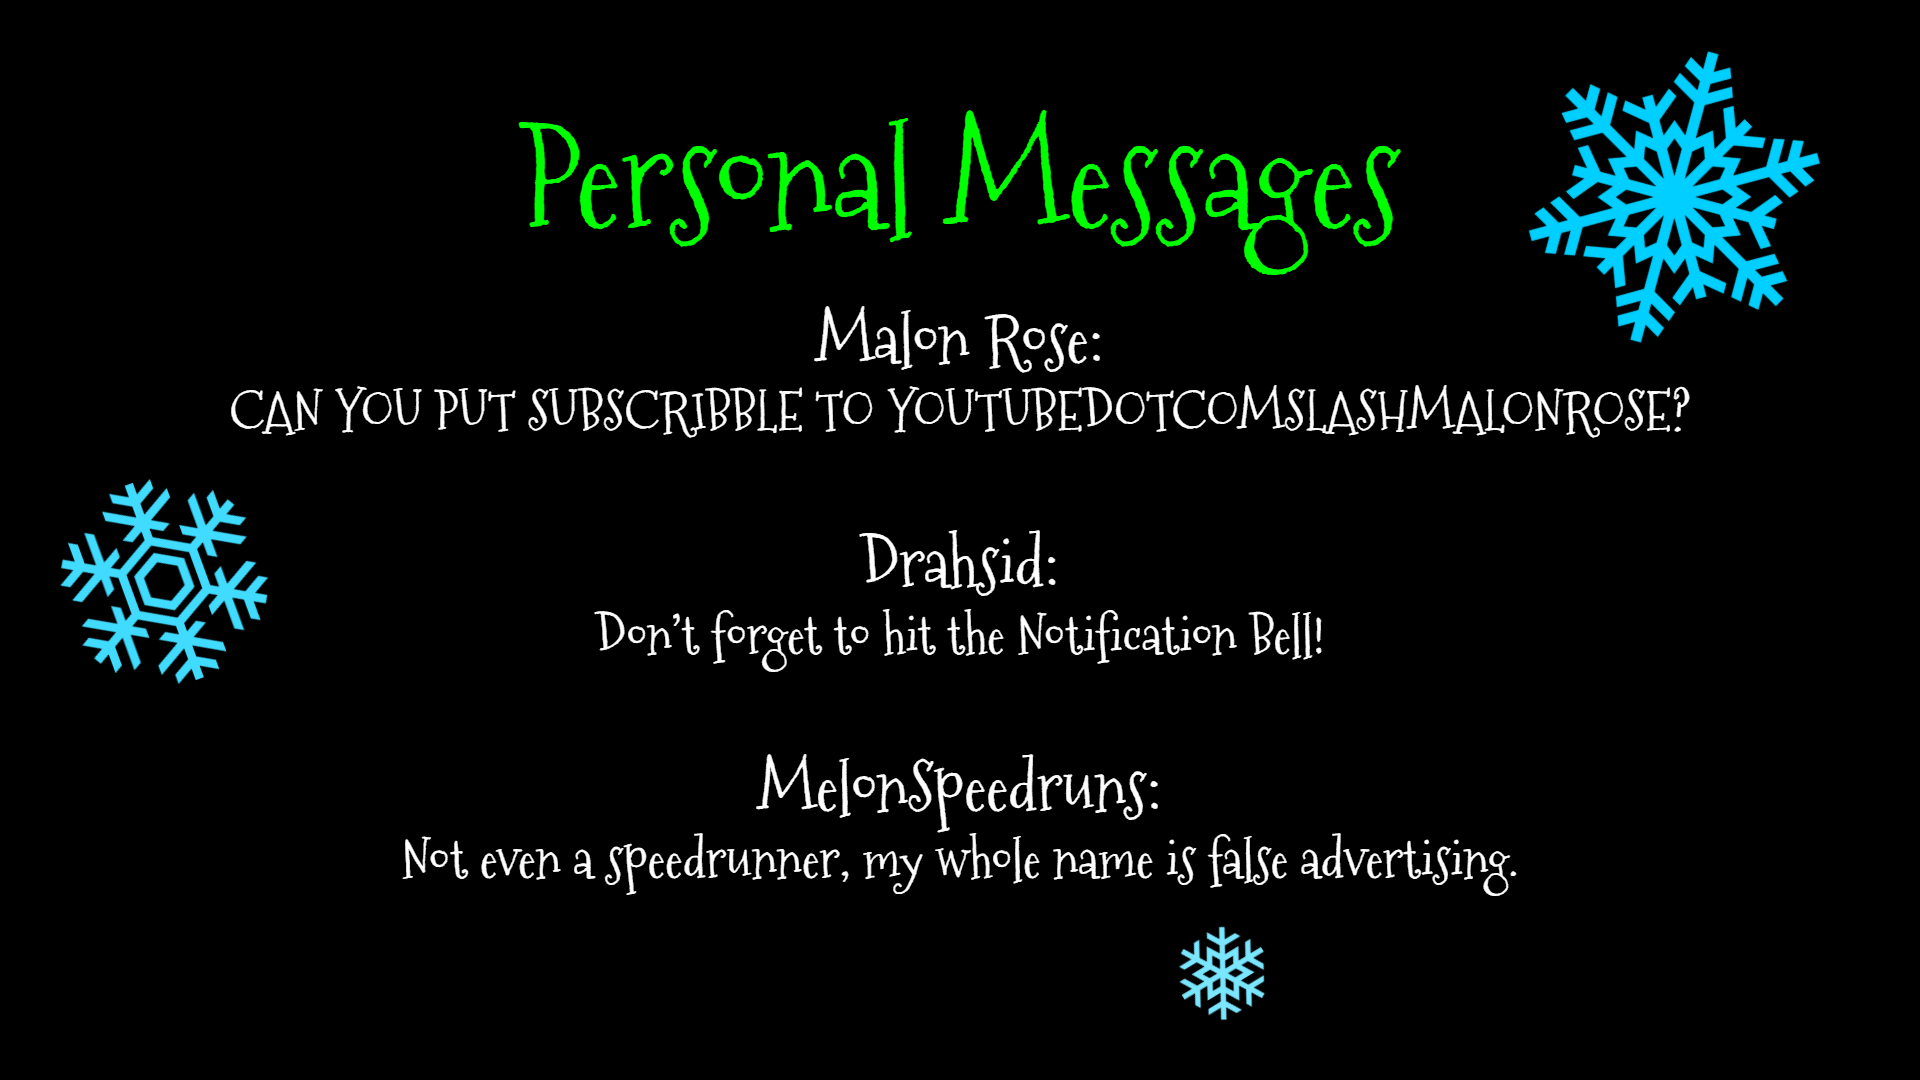 Personal Messages
Malon Rose:
CAN YOU PUT SUBSCRIBBLE TO YOUTUBEDOTCOMSLASHMALONROSE?
Drahsid:
Don't forget to hit the Notification Bell!
MelonSpeedruns:
Not even a speedrunner, my whole name is false advertising.